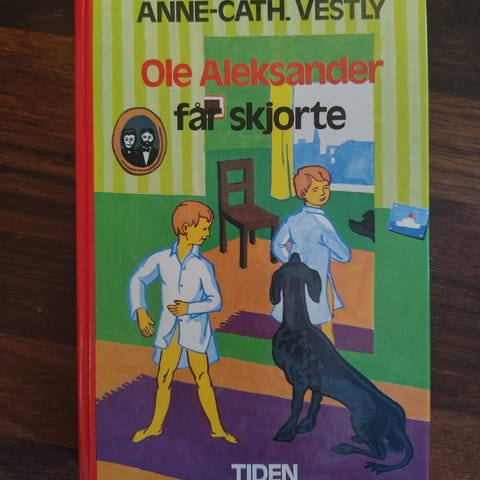 ANNE-CATH. VESTLY
Ole Aleksander
får skjorte
TIDEN